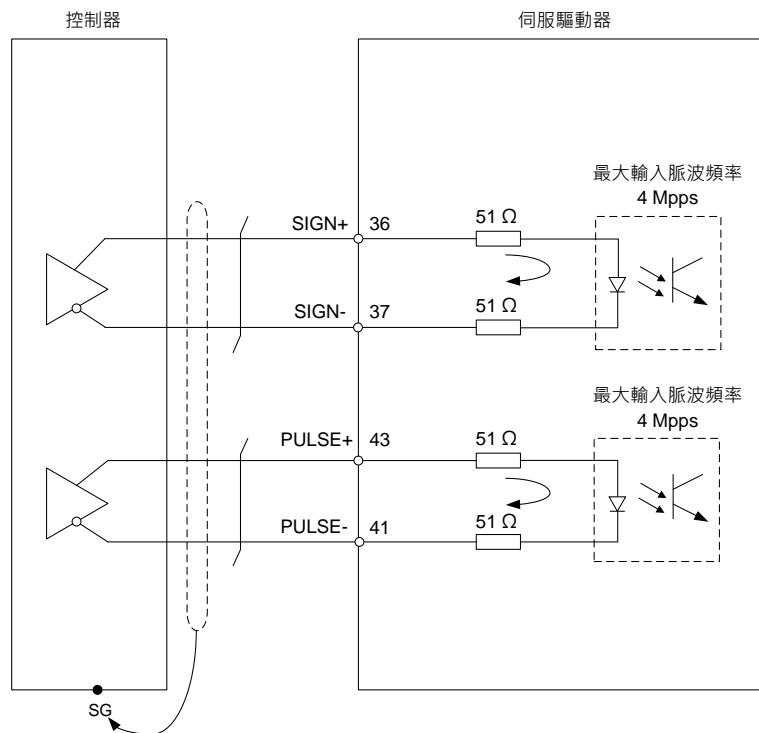 控制器
伺服驅動器
最大輸入脈波頻率
4 Mpps
SIGN+ 36 51 Ω
SIGN- 37 51 Ω
最大輸入脈波頻率
4 Mpps
PULSE+ 43 51 Ω
PULSE- 41 51 Ω
SG